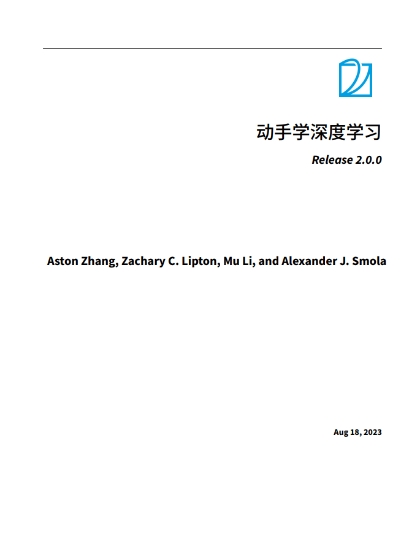 动手学深度学习
Release 2.0.0
Aston Zhang, Zachary C. Lipton, Mu Li, and Alexander J. Smola
Aug 18, 2023